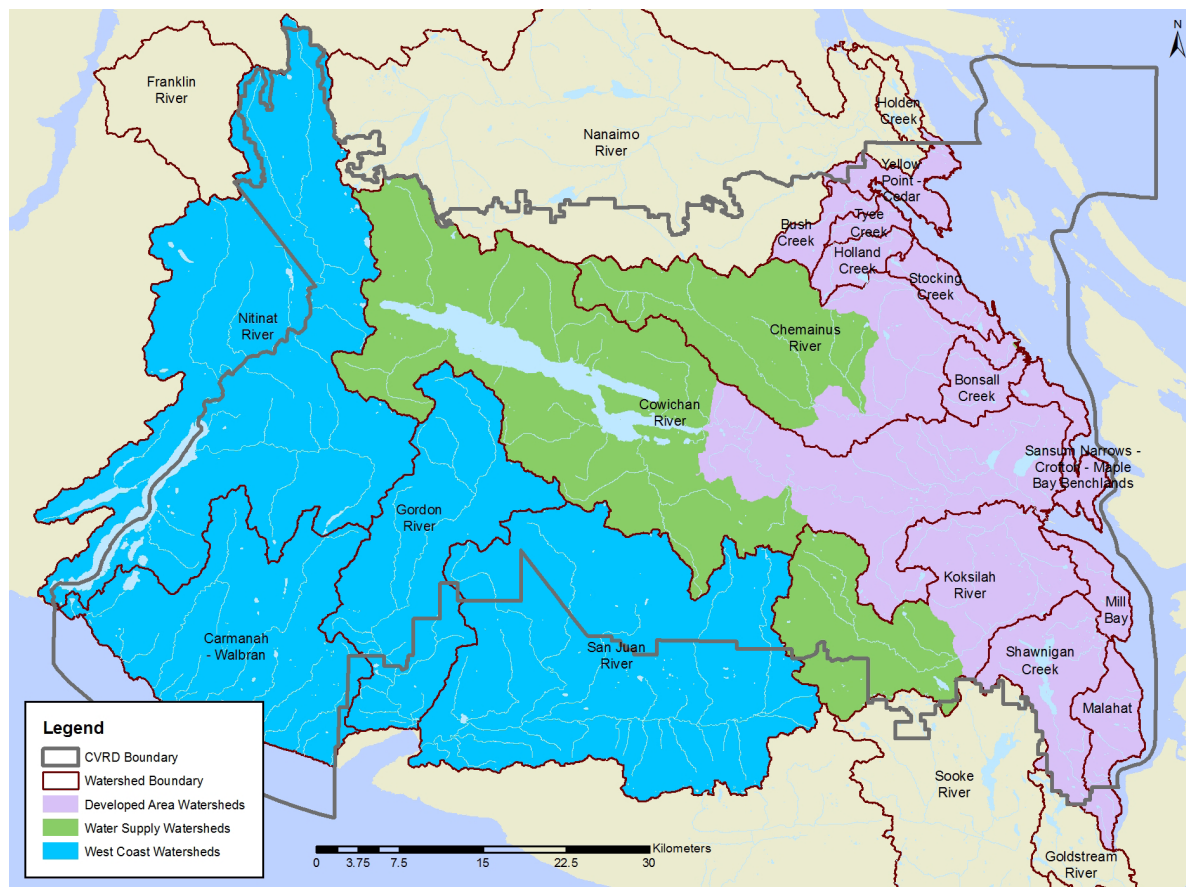 N
Franklin
River
Holden
Creek
Nanaimo
River
Yellow
Point -
Cedar
Bush
Creek
Tyee
Creek
Holland
Creek
Stocking
Creek
Nitinat
River
Chemainus
River
Bonsall
Creek
Cowichan
River
Sansum Narrows -
Crofton - Maple
Bay Benchlands
Gordon
River
Koksilah
River
Mill
Bay
Carmanah
- Walbran
San Juan
River
Shawnigan
Creek
Malahat
Sooke
River
Goldstream
River
Legend
CVRD Boundary
Watershed Boundary
Developed Area Watersheds
Water Supply Watersheds
West Coast Watersheds
Kilometers
0 3.75 7.5 15 22.5 30